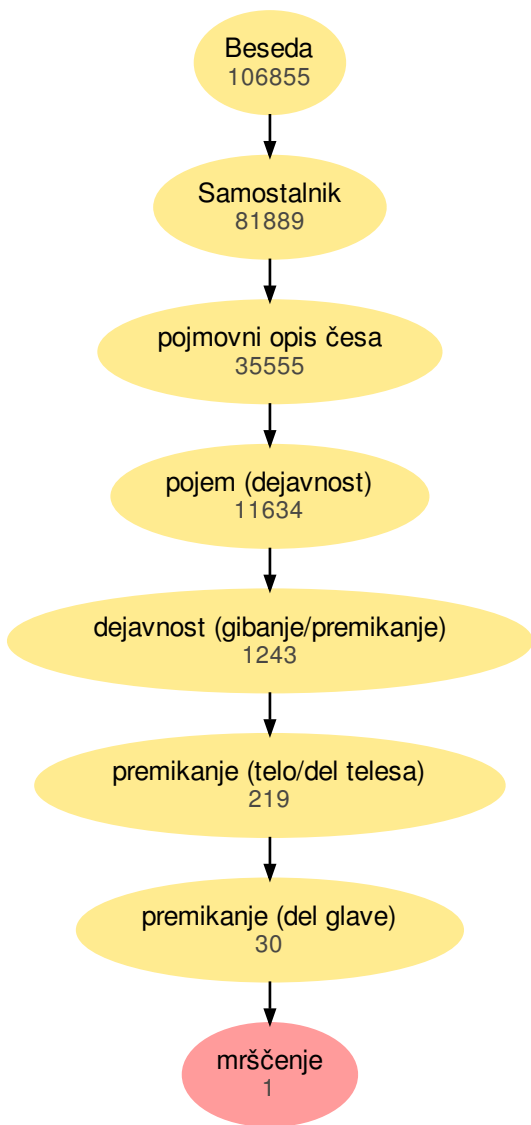 Beseda
106855
Samostalnik
81889
pojmovni opis česa
35555
pojem (dejavnost)
11634
dejavnost (gibanje/premikanje)
1243
premikanje (telo/del telesa)
219
premikanje (del glave)
30
mrščenje
1